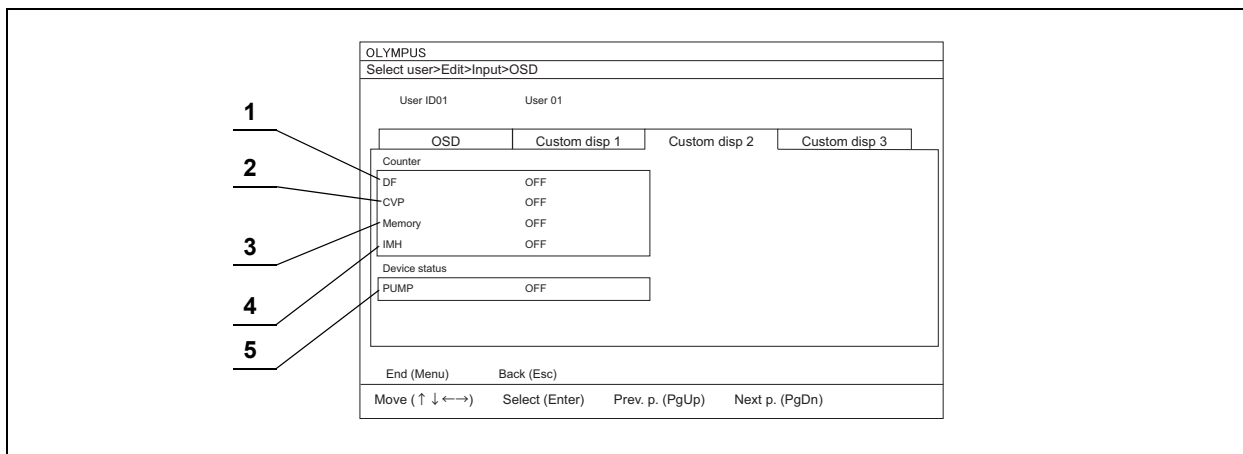 OLYMPUS
Select user>Edit>Input>OSD
User ID01 User 01
OSD Custom disp 1 Custom disp 2 Custom disp 3
Counter
1 DF OFF
2 CVP OFF
3 Memory OFF
4 IMH OFF
Device status
5 PUMP OFF
End (Menu) Back (Esc)
Move (↑↓←→) Select (Enter) Prev. p. (PgUp) Next p. (PgDn)